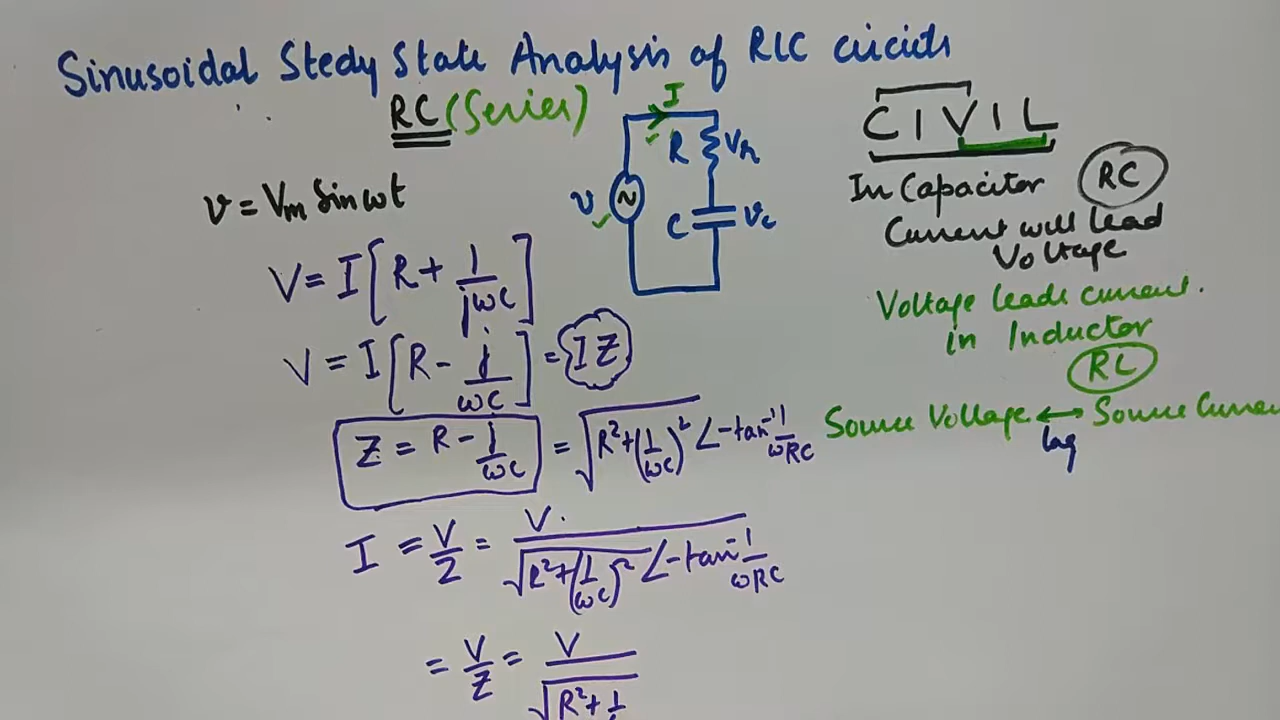 Sinusoidal Stedy State Analysis of RLC circuits
RC (Series)
I
R
Vr
v
C
vc
v = Vm Sin ωt
V = I[R + 1/jωc]
V = I[R - j/ωc] = IZ
Z = R - j/ωc = √R²+(1/ωc)² ∠-tan⁻¹ 1/ωRC
I = V/Z = V. / √R²+(1/ωc)² ∠-tan⁻¹ 1/ωRC
= V/Z = V / √R²+1/
CIVIL
In Capacitor RC
Current will lead
Voltage
Voltage leads current.
in Inductor
RL
Source Voltage ↔ Source Curren
lag